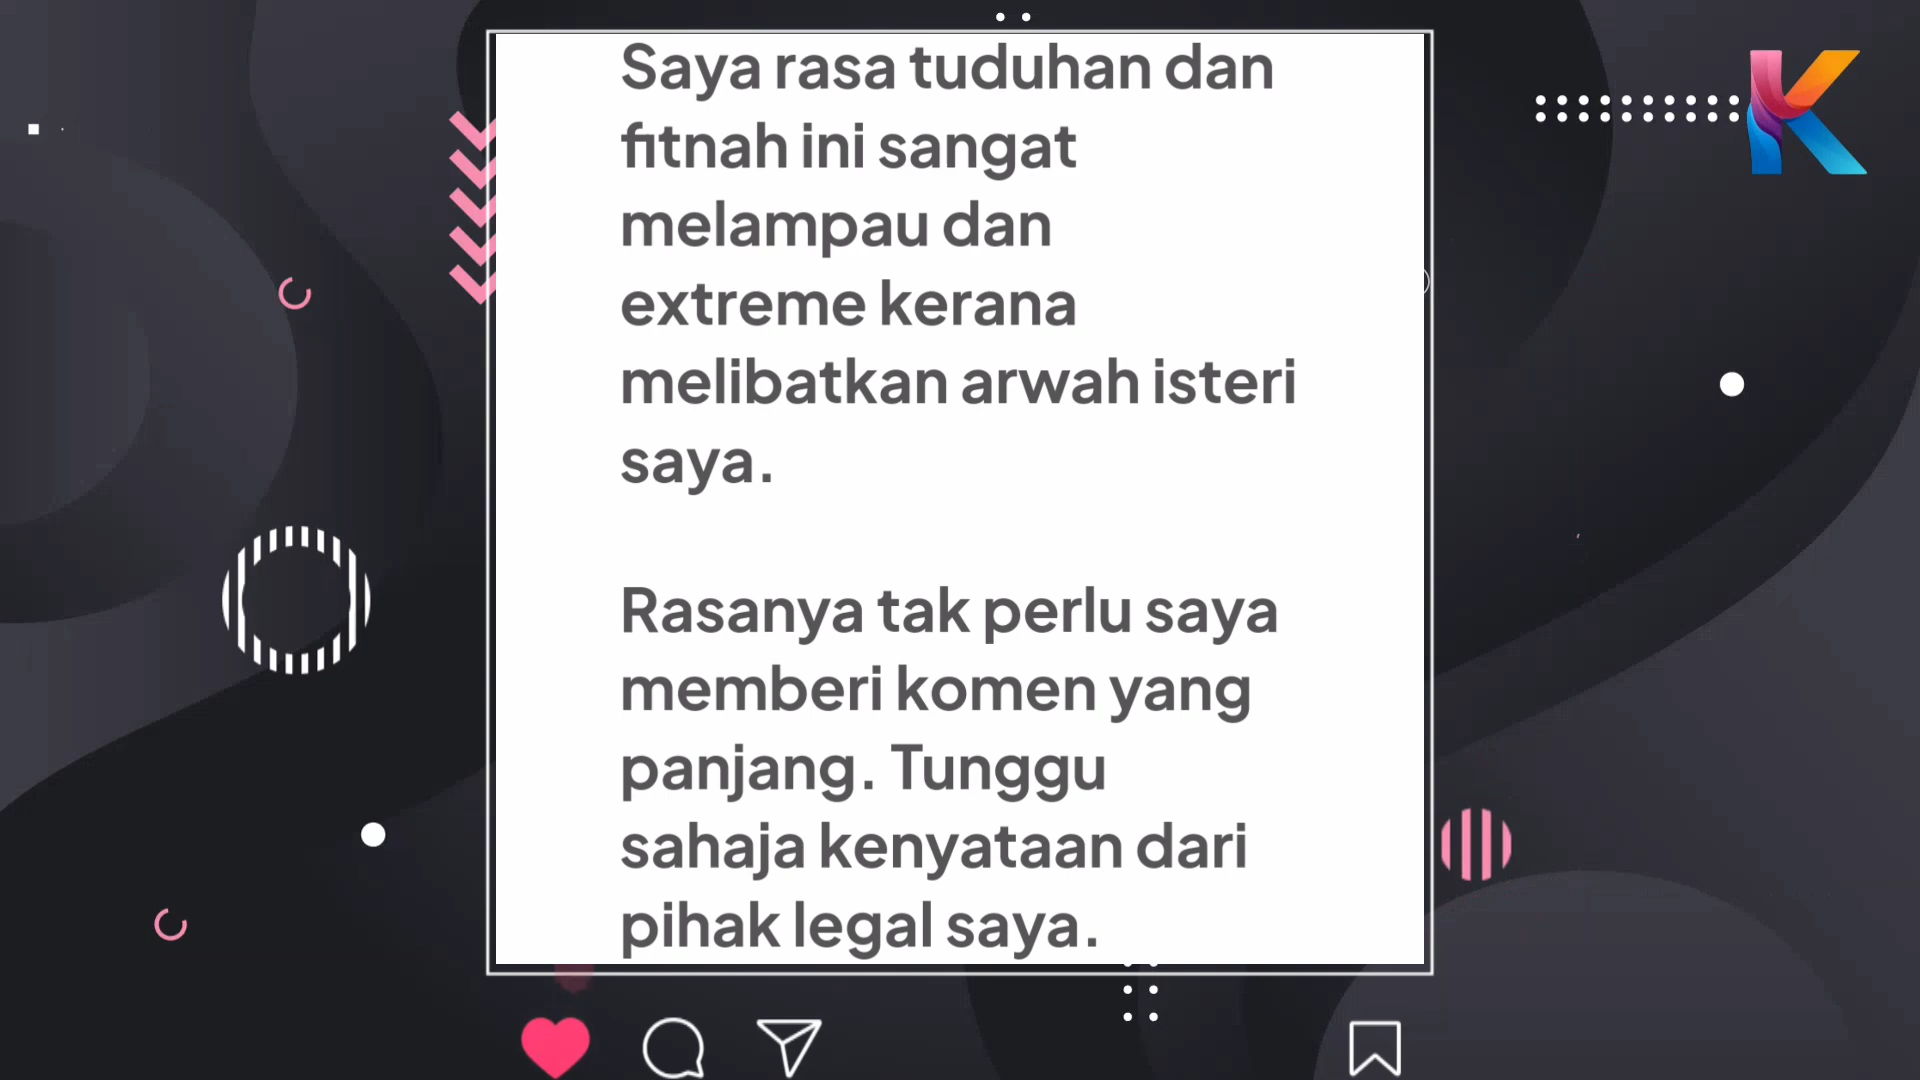 Saya rasa tuduhan dan
fitnah ini sangat
melampau dan
extreme kerana
melibatkan arwah isteri
saya.
Rasanya tak perlu saya
memberi komen yang
panjang. Tunggu
sahaja kenyataan dari
pihak legal saya.
K